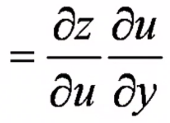 = ∂z/∂u ∂u/∂y